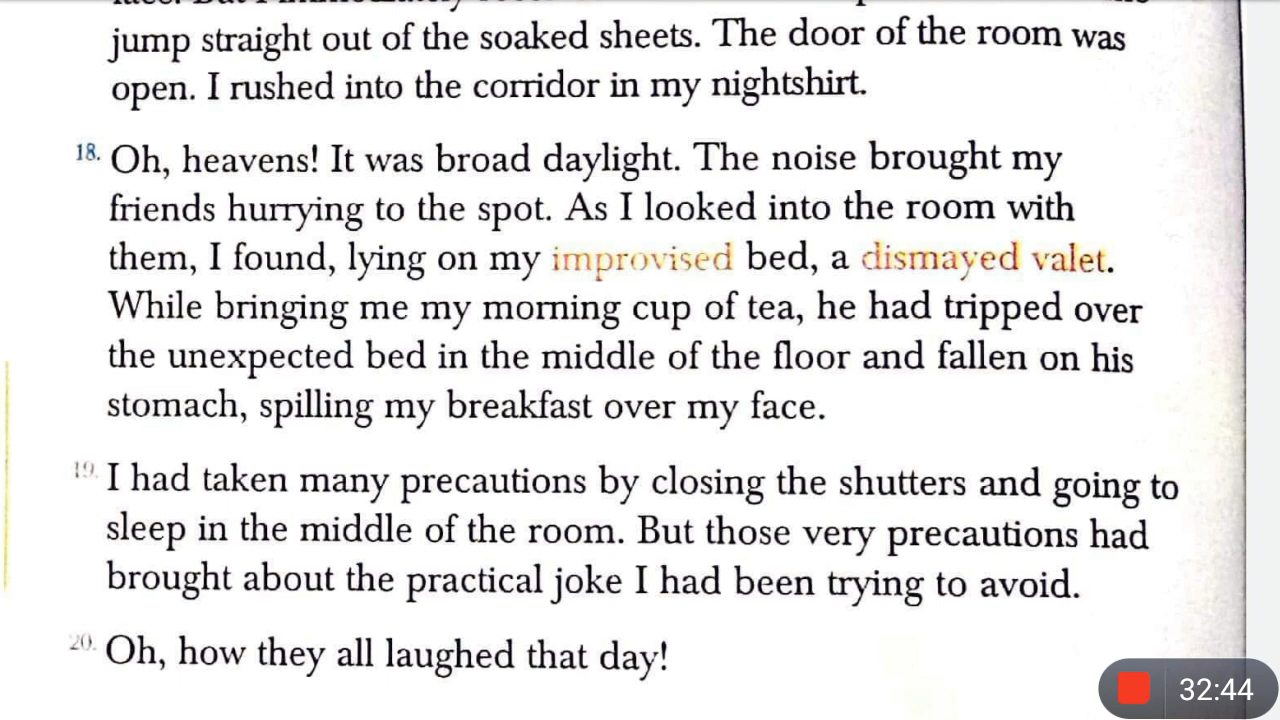 jump straight out of the soaked sheets. The door of the room was
open. I rushed into the corridor in my nightshirt.
18. Oh, heavens! It was broad daylight. The noise brought my
friends hurrying to the spot. As I looked into the room with
them, I found, lying on my improvised bed, a dismayed valet.
While bringing me my morning cup of tea, he had tripped over
the unexpected bed in the middle of the floor and fallen on his
stomach, spilling my breakfast over my face.
19. I had taken many precautions by closing the shutters and going to
sleep in the middle of the room. But those very precautions had
brought about the practical joke I had been trying to avoid.
20. Oh, how they all laughed that day!
32:44